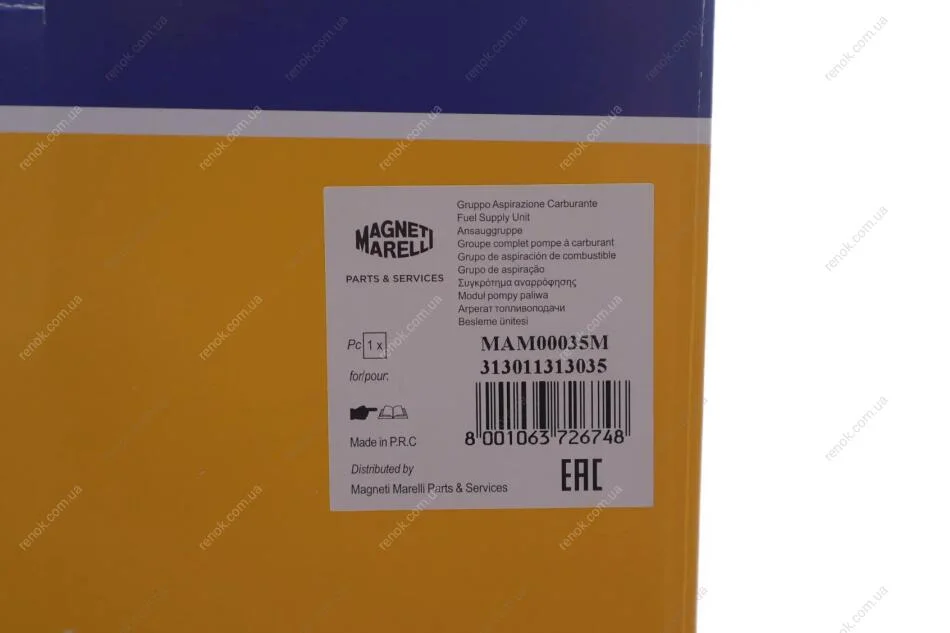 MAGNETI
MARELLI
PARTS & SERVICES
Gruppo Aspirazione Carburante
Fuel Supply Unit
Ansauggruppe
Groupe complet pompe à carburant
Grupo de aspiración de combustible
Grupo de aspiração
Συγκρότημα αναρρόφησης
Moduł pompy paliwa
Агрегат топливоподачи
Besleme ünitesi
MAM00035M
313011313035
Pc 1 x
for/pour:
8 001063 726748
Made in P.R.C
EAC
Distributed by
Magneti Marelli Parts & Services
renok.com.ua